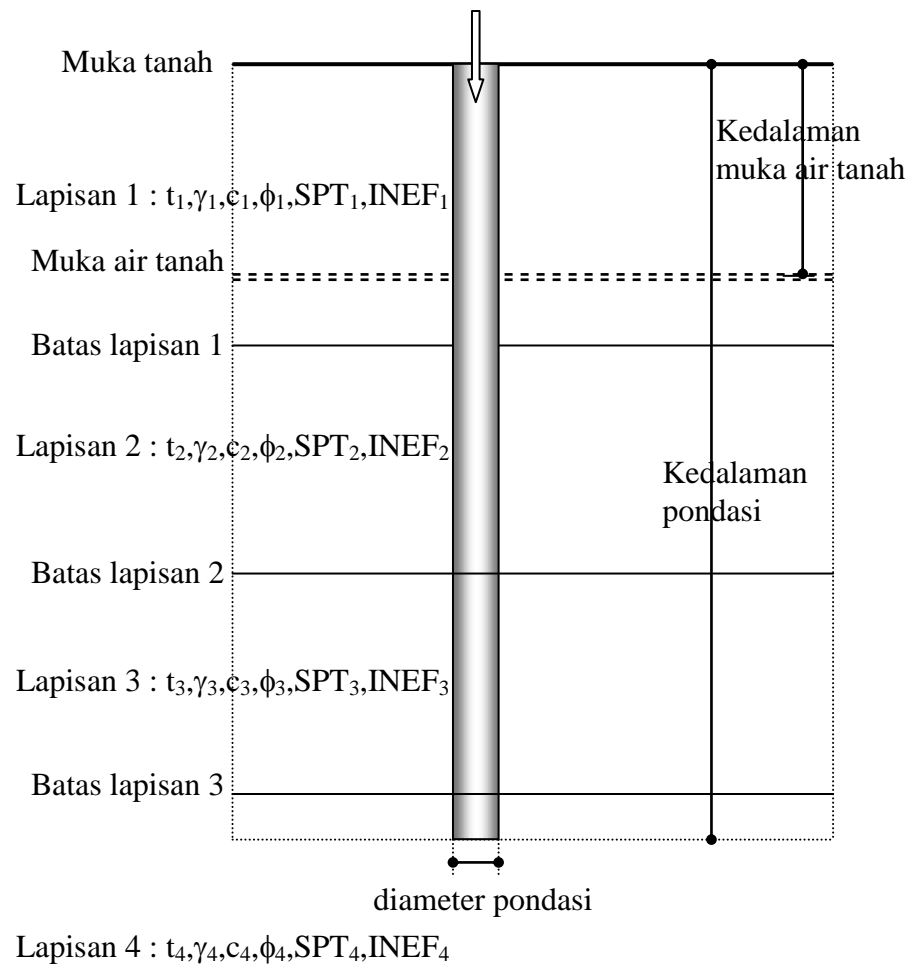 Muka tanah
Kedalaman
muka air tanah
Lapisan 1 : t₁,γ₁,c₁,ϕ₁,SPT₁,INEF₁
Muka air tanah
Batas lapisan 1
Lapisan 2 : t₂,γ₂,c₂,ϕ₂,SPT₂,INEF₂
Kedalaman
pondasi
Batas lapisan 2
Lapisan 3 : t₃,γ₃,c₃,ϕ₃,SPT₃,INEF₃
Batas lapisan 3
diameter pondasi
Lapisan 4 : t₄,γ₄,c₄,ϕ₄,SPT₄,INEF₄